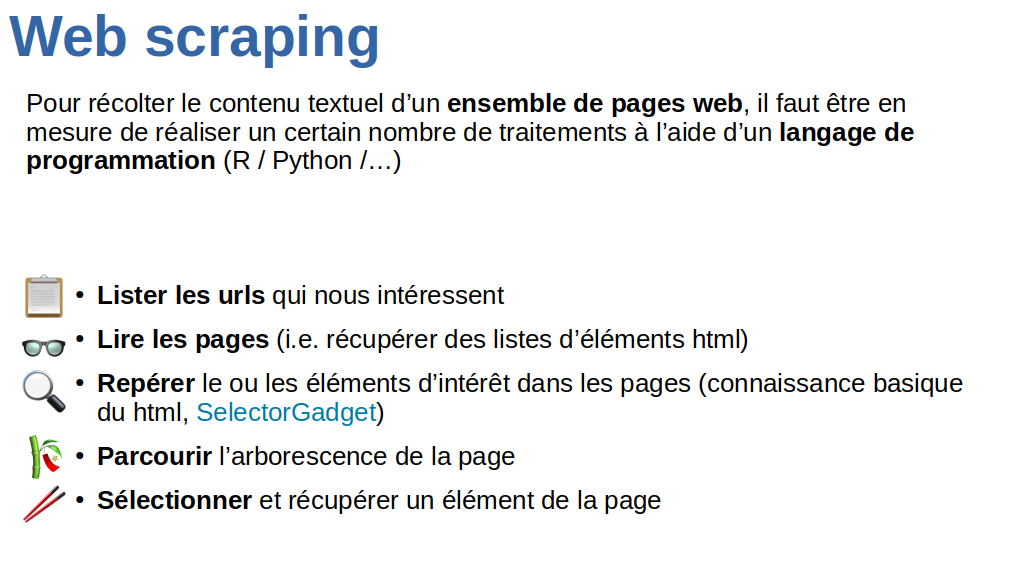 Web scraping
Pour récolter le contenu textuel d’un ensemble de pages web, il faut être en
mesure de réaliser un certain nombre de traitements à l’aide d’un langage de
programmation (R / Python /…)
• Lister les urls qui nous intéressent
• Lire les pages (i.e. récupérer des listes d’éléments html)
• Repérer le ou les éléments d’intérêt dans les pages (connaissance basique
du html, SelectorGadget)
• Parcourir l’arborescence de la page
• Sélectionner et récupérer un élément de la page